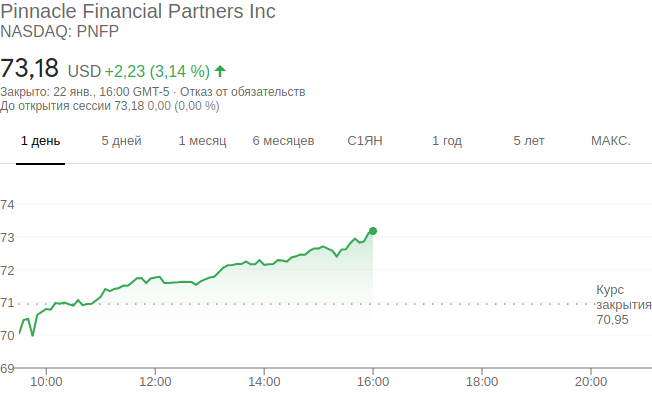 Pinnacle Financial Partners Inc
NASDAQ: PNFP
73,18 USD +2,23 (3,14 %)
Закрыто: 22 янв., 16:00 GMT-5 · Отказ от обязательств
До открытия сессии 73,18 0,00 (0,00 %)
1 день 5 дней 1 месяц 6 месяцев С1ЯН 1 год 5 лет МАКС.
74
73
72
71
70
69
Курс
закрытия
70,95
10:00 12:00 14:00 16:00 18:00 20:00